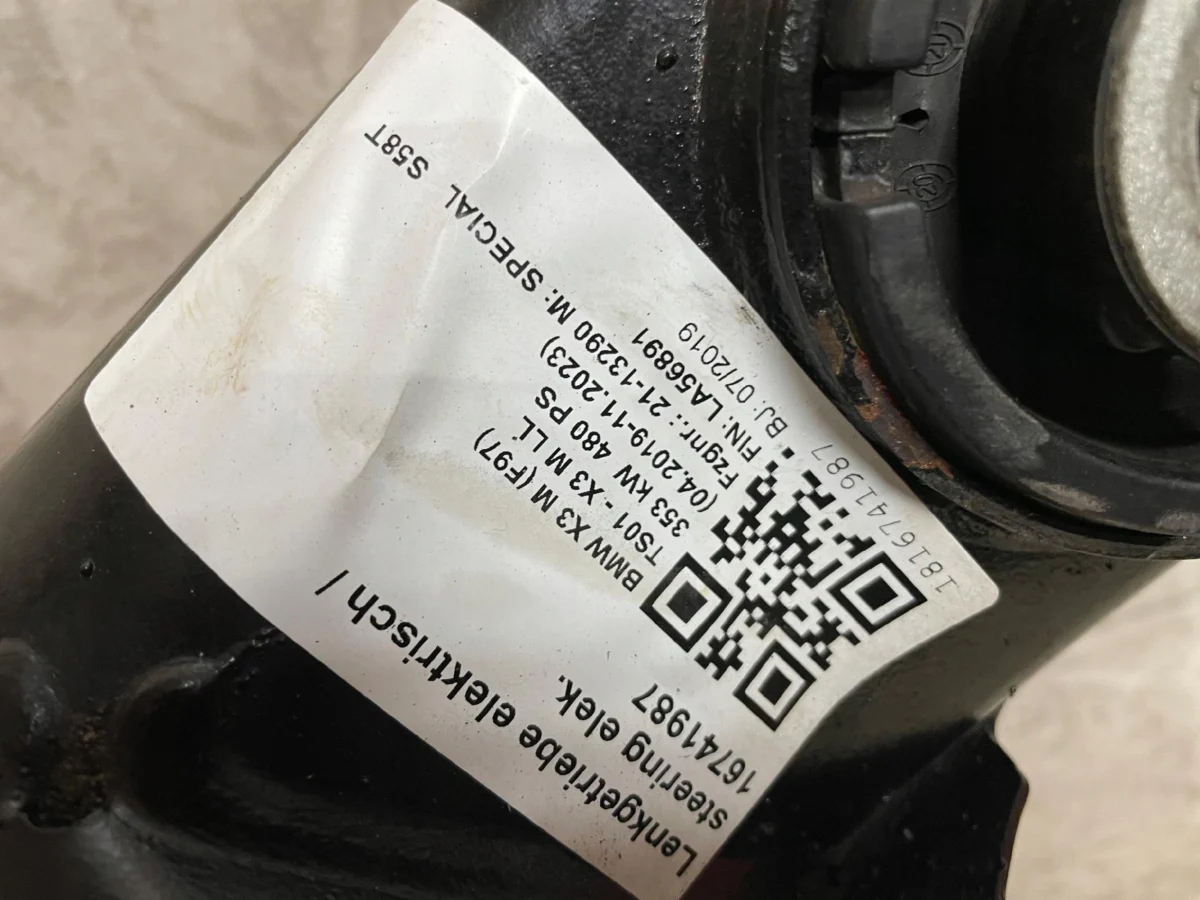 Lenkgetriebe elektrisch /
steering elek.
16741987
BMW X3 M (F97)
TS01 - X3 M LL
353 kW 480 PS
(04.2019-11.2023)
Fzgnr.: 21-13290 M: SPECIAL S58T
FIN: LA56891
BJ: 07/2019
1816741987